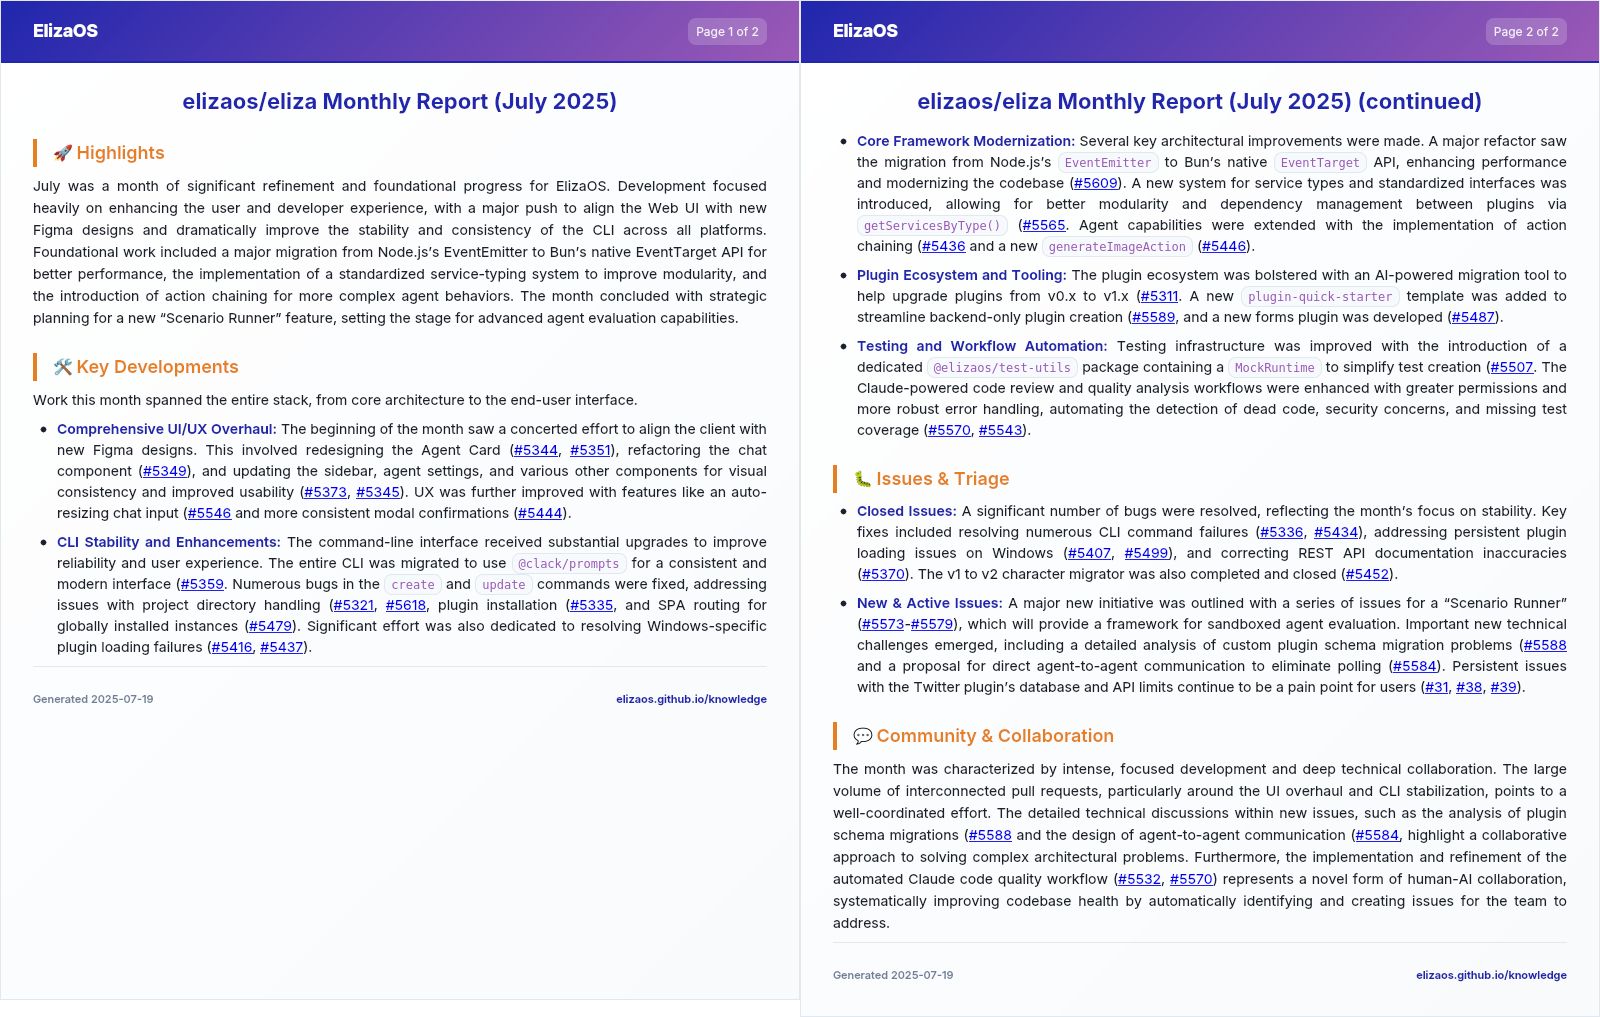 ElizaOS
Page 1 of 2
elizaos/eliza Monthly Report (July 2025)
🚀 Highlights
July was a month of significant refinement and foundational progress for ElizaOS. Development focused
heavily on enhancing the user and developer experience, with a major push to align the Web UI with new
Figma designs and dramatically improve the stability and consistency of the CLI across all platforms.
Foundational work included a major migration from Node.js’s EventEmitter to Bun’s native EventTarget API for
better performance, the implementation of a standardized service-typing system to improve modularity, and
the introduction of action chaining for more complex agent behaviors. The month concluded with strategic
planning for a new “Scenario Runner” feature, setting the stage for advanced agent evaluation capabilities.
🛠️ Key Developments
Work this month spanned the entire stack, from core architecture to the end-user interface.
• Comprehensive UI/UX Overhaul: The beginning of the month saw a concerted effort to align the client with
new Figma designs. This involved redesigning the Agent Card (#5344, #5351), refactoring the chat
component (#5349), and updating the sidebar, agent settings, and various other components for visual
consistency and improved usability (#5373, #5345). UX was further improved with features like an auto-
resizing chat input (#5546 and more consistent modal confirmations (#5444).
• CLI Stability and Enhancements: The command-line interface received substantial upgrades to improve
reliability and user experience. The entire CLI was migrated to use @clack/prompts for a consistent and
modern interface (#5359. Numerous bugs in the create and update commands were fixed, addressing
issues with project directory handling (#5321, #5618, plugin installation (#5335, and SPA routing for
globally installed instances (#5479). Significant effort was also dedicated to resolving Windows-specific
plugin loading failures (#5416, #5437).
Generated 2025-07-19
elizaos.github.io/knowledge
ElizaOS
Page 2 of 2
elizaos/eliza Monthly Report (July 2025) (continued)
• Core Framework Modernization: Several key architectural improvements were made. A major refactor saw
the migration from Node.js’s EventEmitter to Bun’s native EventTarget API, enhancing performance
and modernizing the codebase (#5609). A new system for service types and standardized interfaces was
introduced, allowing for better modularity and dependency management between plugins via
getServicesByType() (#5565. Agent capabilities were extended with the implementation of action
chaining (#5436 and a new generateImageAction (#5446).
• Plugin Ecosystem and Tooling: The plugin ecosystem was bolstered with an AI-powered migration tool to
help upgrade plugins from v0.x to v1.x (#5311. A new plugin-quick-starter template was added to
streamline backend-only plugin creation (#5589, and a new forms plugin was developed (#5487).
• Testing and Workflow Automation: Testing infrastructure was improved with the introduction of a
dedicated @elizaos/test-utils package containing a MockRuntime to simplify test creation (#5507. The
Claude-powered code review and quality analysis workflows were enhanced with greater permissions and
more robust error handling, automating the detection of dead code, security concerns, and missing test
coverage (#5570, #5543).
🐛 Issues & Triage
• Closed Issues: A significant number of bugs were resolved, reflecting the month’s focus on stability. Key
fixes included resolving numerous CLI command failures (#5336, #5434), addressing persistent plugin
loading issues on Windows (#5407, #5499), and correcting REST API documentation inaccuracies
(#5370). The v1 to v2 character migrator was also completed and closed (#5452).
• New & Active Issues: A major new initiative was outlined with a series of issues for a “Scenario Runner”
(#5573-#5579), which will provide a framework for sandboxed agent evaluation. Important new technical
challenges emerged, including a detailed analysis of custom plugin schema migration problems (#5588
and a proposal for direct agent-to-agent communication to eliminate polling (#5584). Persistent issues
with the Twitter plugin’s database and API limits continue to be a pain point for users (#31, #38, #39).
💬 Community & Collaboration
The month was characterized by intense, focused development and deep technical collaboration. The large
volume of interconnected pull requests, particularly around the UI overhaul and CLI stabilization, points to a
well-coordinated effort. The detailed technical discussions within new issues, such as the analysis of plugin
schema migrations (#5588 and the design of agent-to-agent communication (#5584, highlight a collaborative
approach to solving complex architectural problems. Furthermore, the implementation and refinement of the
automated Claude code quality workflow (#5532, #5570) represents a novel form of human-AI collaboration,
systematically improving codebase health by automatically identifying and creating issues for the team to
address.
Generated 2025-07-19
elizaos.github.io/knowledge